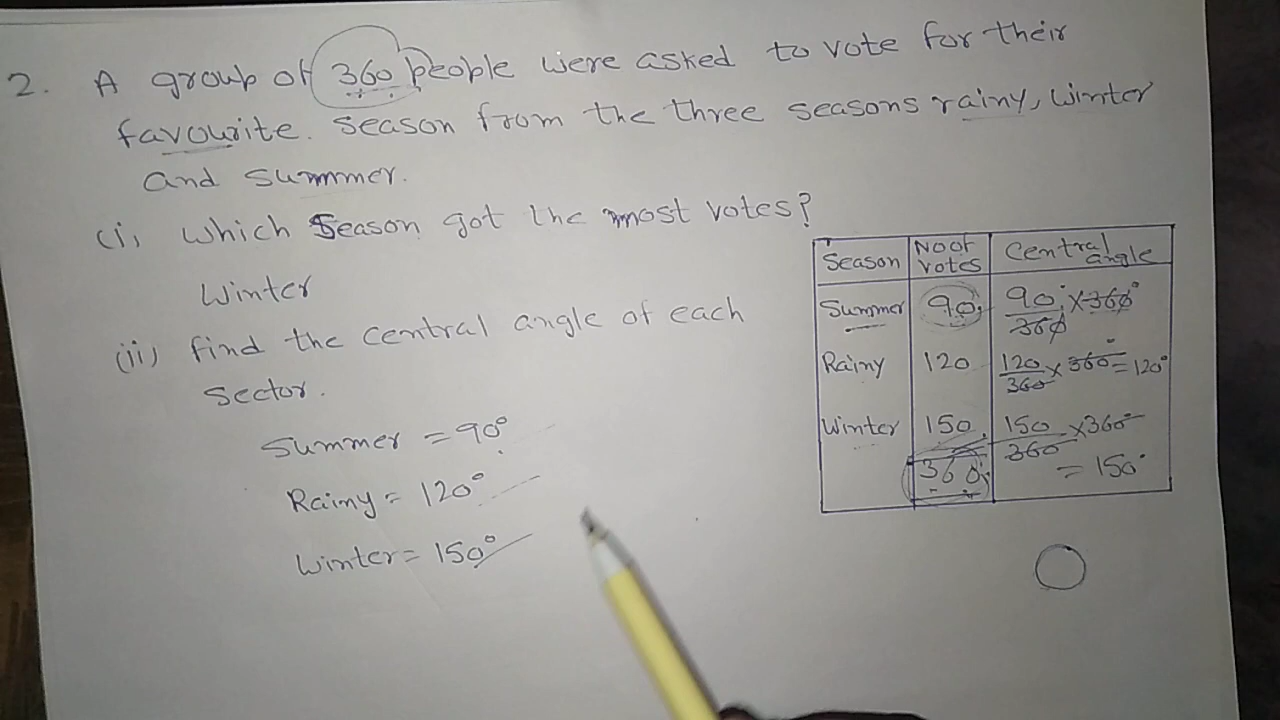 2. A group of 360 people were asked to vote for their
favourite. season from the three seasons rainy, winter
and summer.
(i) which Season got the most votes?
Winter
(ii) find the central angle of each
Sector.
Summer = 90°
Rainy = 120°
Winter = 150°
Season No of votes Central angle
Summer 90 90/360 × 360°
Rainy 120 120/360 × 360° = 120°
Winter 150 150/360 × 360°
360 = 150°